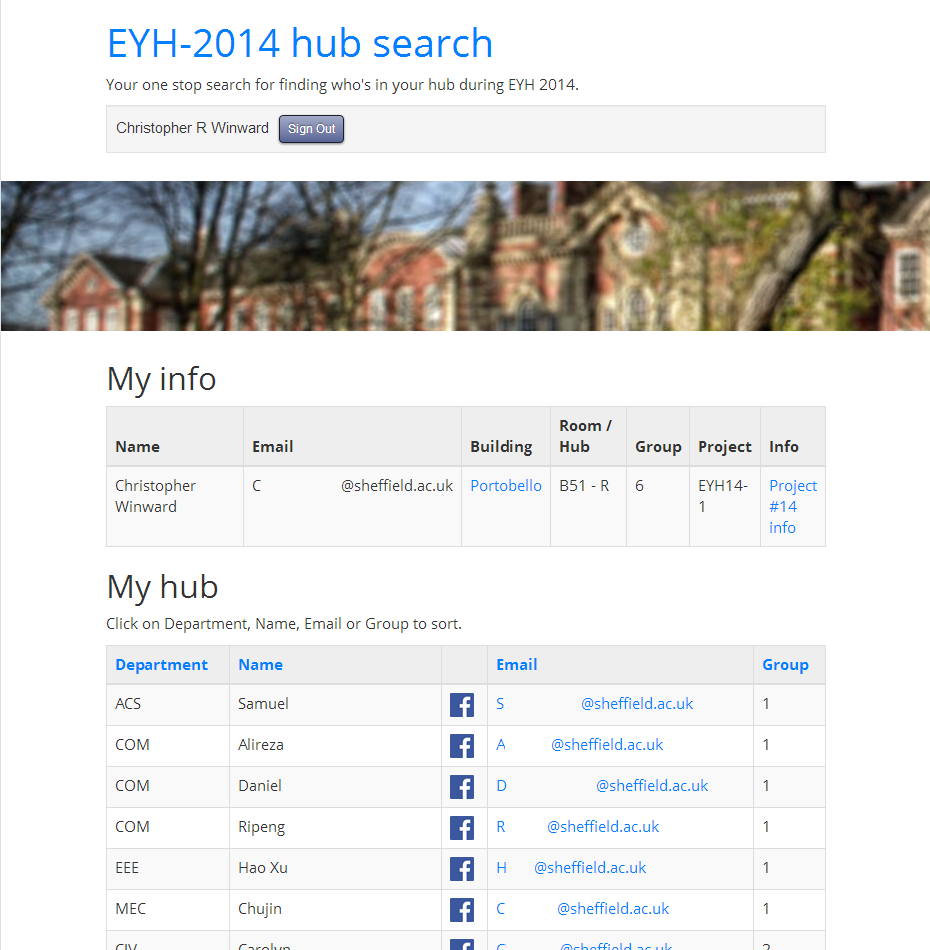 EYH-2014 hub search
Your one stop search for finding who's in your hub during EYH 2014.
Christopher R Winward Sign Out
My info
Name Email Building Room / Hub Group Project Info
Christopher Winward C @sheffield.ac.uk Portobello B51 - R 6 EYH14-1 Project #14 info
My hub
Click on Department, Name, Email or Group to sort.
Department Name Email Group
ACS Samuel S @sheffield.ac.uk 1
COM Alireza A @sheffield.ac.uk 1
COM Daniel D @sheffield.ac.uk 1
COM Ripeng R @sheffield.ac.uk 1
EEE Hao Xu H @sheffield.ac.uk 1
MEC Chujin C @sheffield.ac.uk 1
CIV Carolyn C @sheffield.ac.uk 2